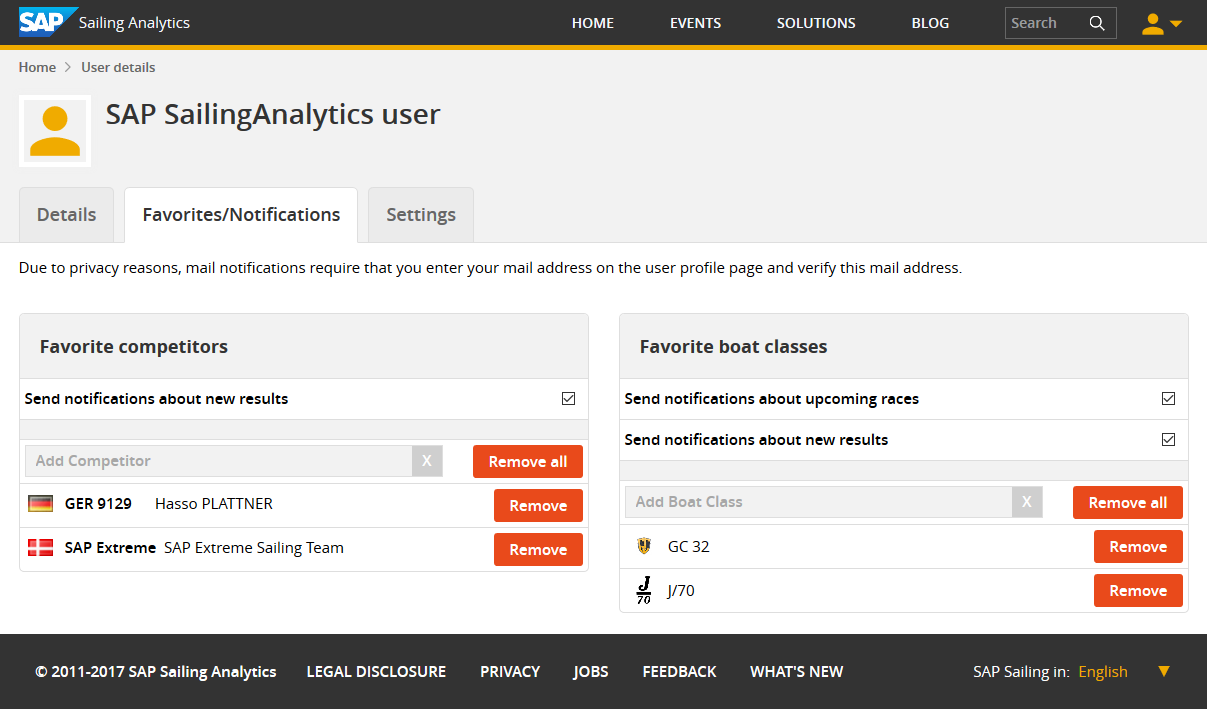 SAP Sailing Analytics HOME EVENTS SOLUTIONS BLOG Search
Home > User details
SAP SailingAnalytics user
Details Favorites/Notifications Settings
Due to privacy reasons, mail notifications require that you enter your mail address on the user profile page and verify this mail address.
Favorite competitors
Send notifications about new results
Add Competitor X Remove all
GER 9129 Hasso PLATTNER Remove
SAP Extreme SAP Extreme Sailing Team Remove
Favorite boat classes
Send notifications about upcoming races
Send notifications about new results
Add Boat Class X Remove all
GC 32 Remove
J 70 J/70 Remove
© 2011-2017 SAP Sailing Analytics LEGAL DISCLOSURE PRIVACY JOBS FEEDBACK WHAT'S NEW SAP Sailing in: English